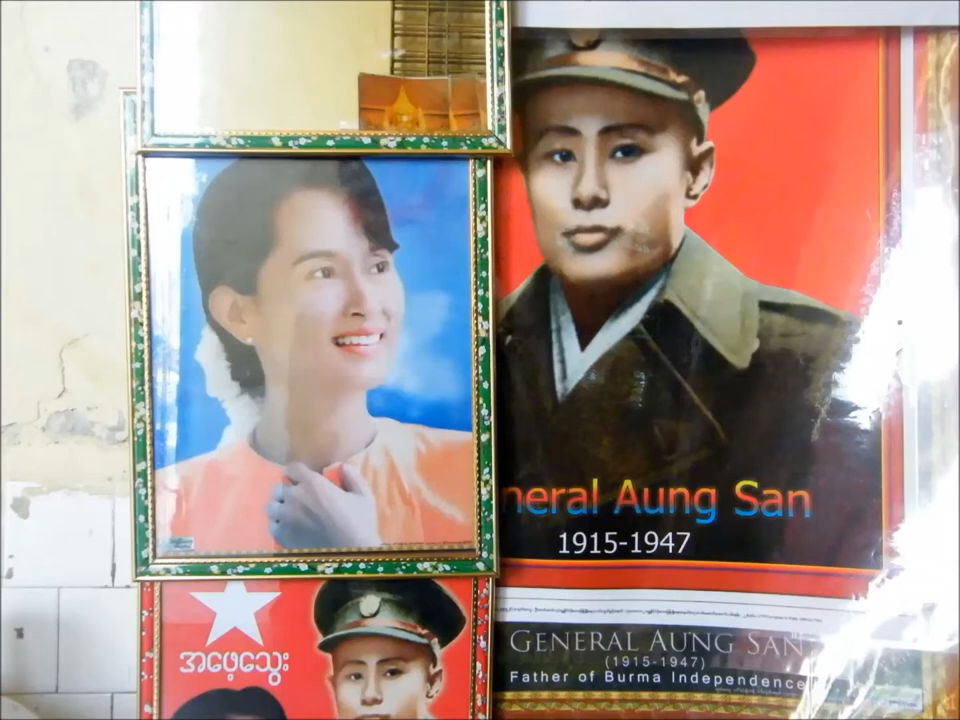 neral Aung San
1915-1947
GENERAL AUNG SAN
(1915-1947)
Father of Burma Independence
အဖေ့သွေး